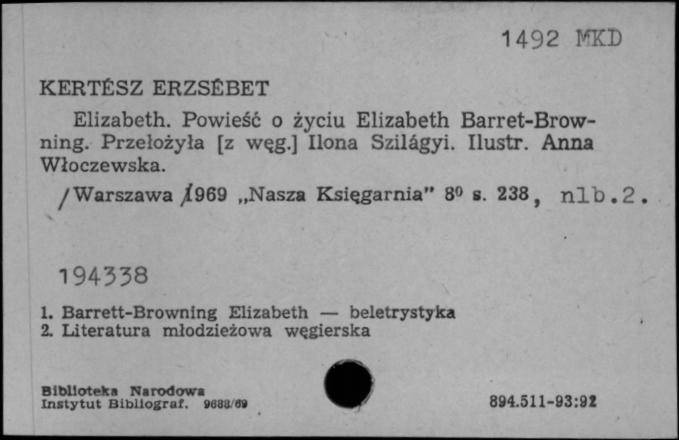 1492 MKD
KERTÉSZ ERZSÉBET
Elizabeth. Powieść o życiu Elizabeth Barret-Brow-
ning. Przełożyła [z węg.] Ilona Szilágyi. Ilustr. Anna
Włoczewska.
/Warszawa /1969 „Nasza Księgarnia” 8⁰ s. 238, nlb.2.
194338
1. Barrett-Browning Elizabeth — beletrystyka
2. Literatura młodzieżowa węgierska
Biblioteka Narodowa
Instytut Bibliograf. 9688/69
894.511-93:92